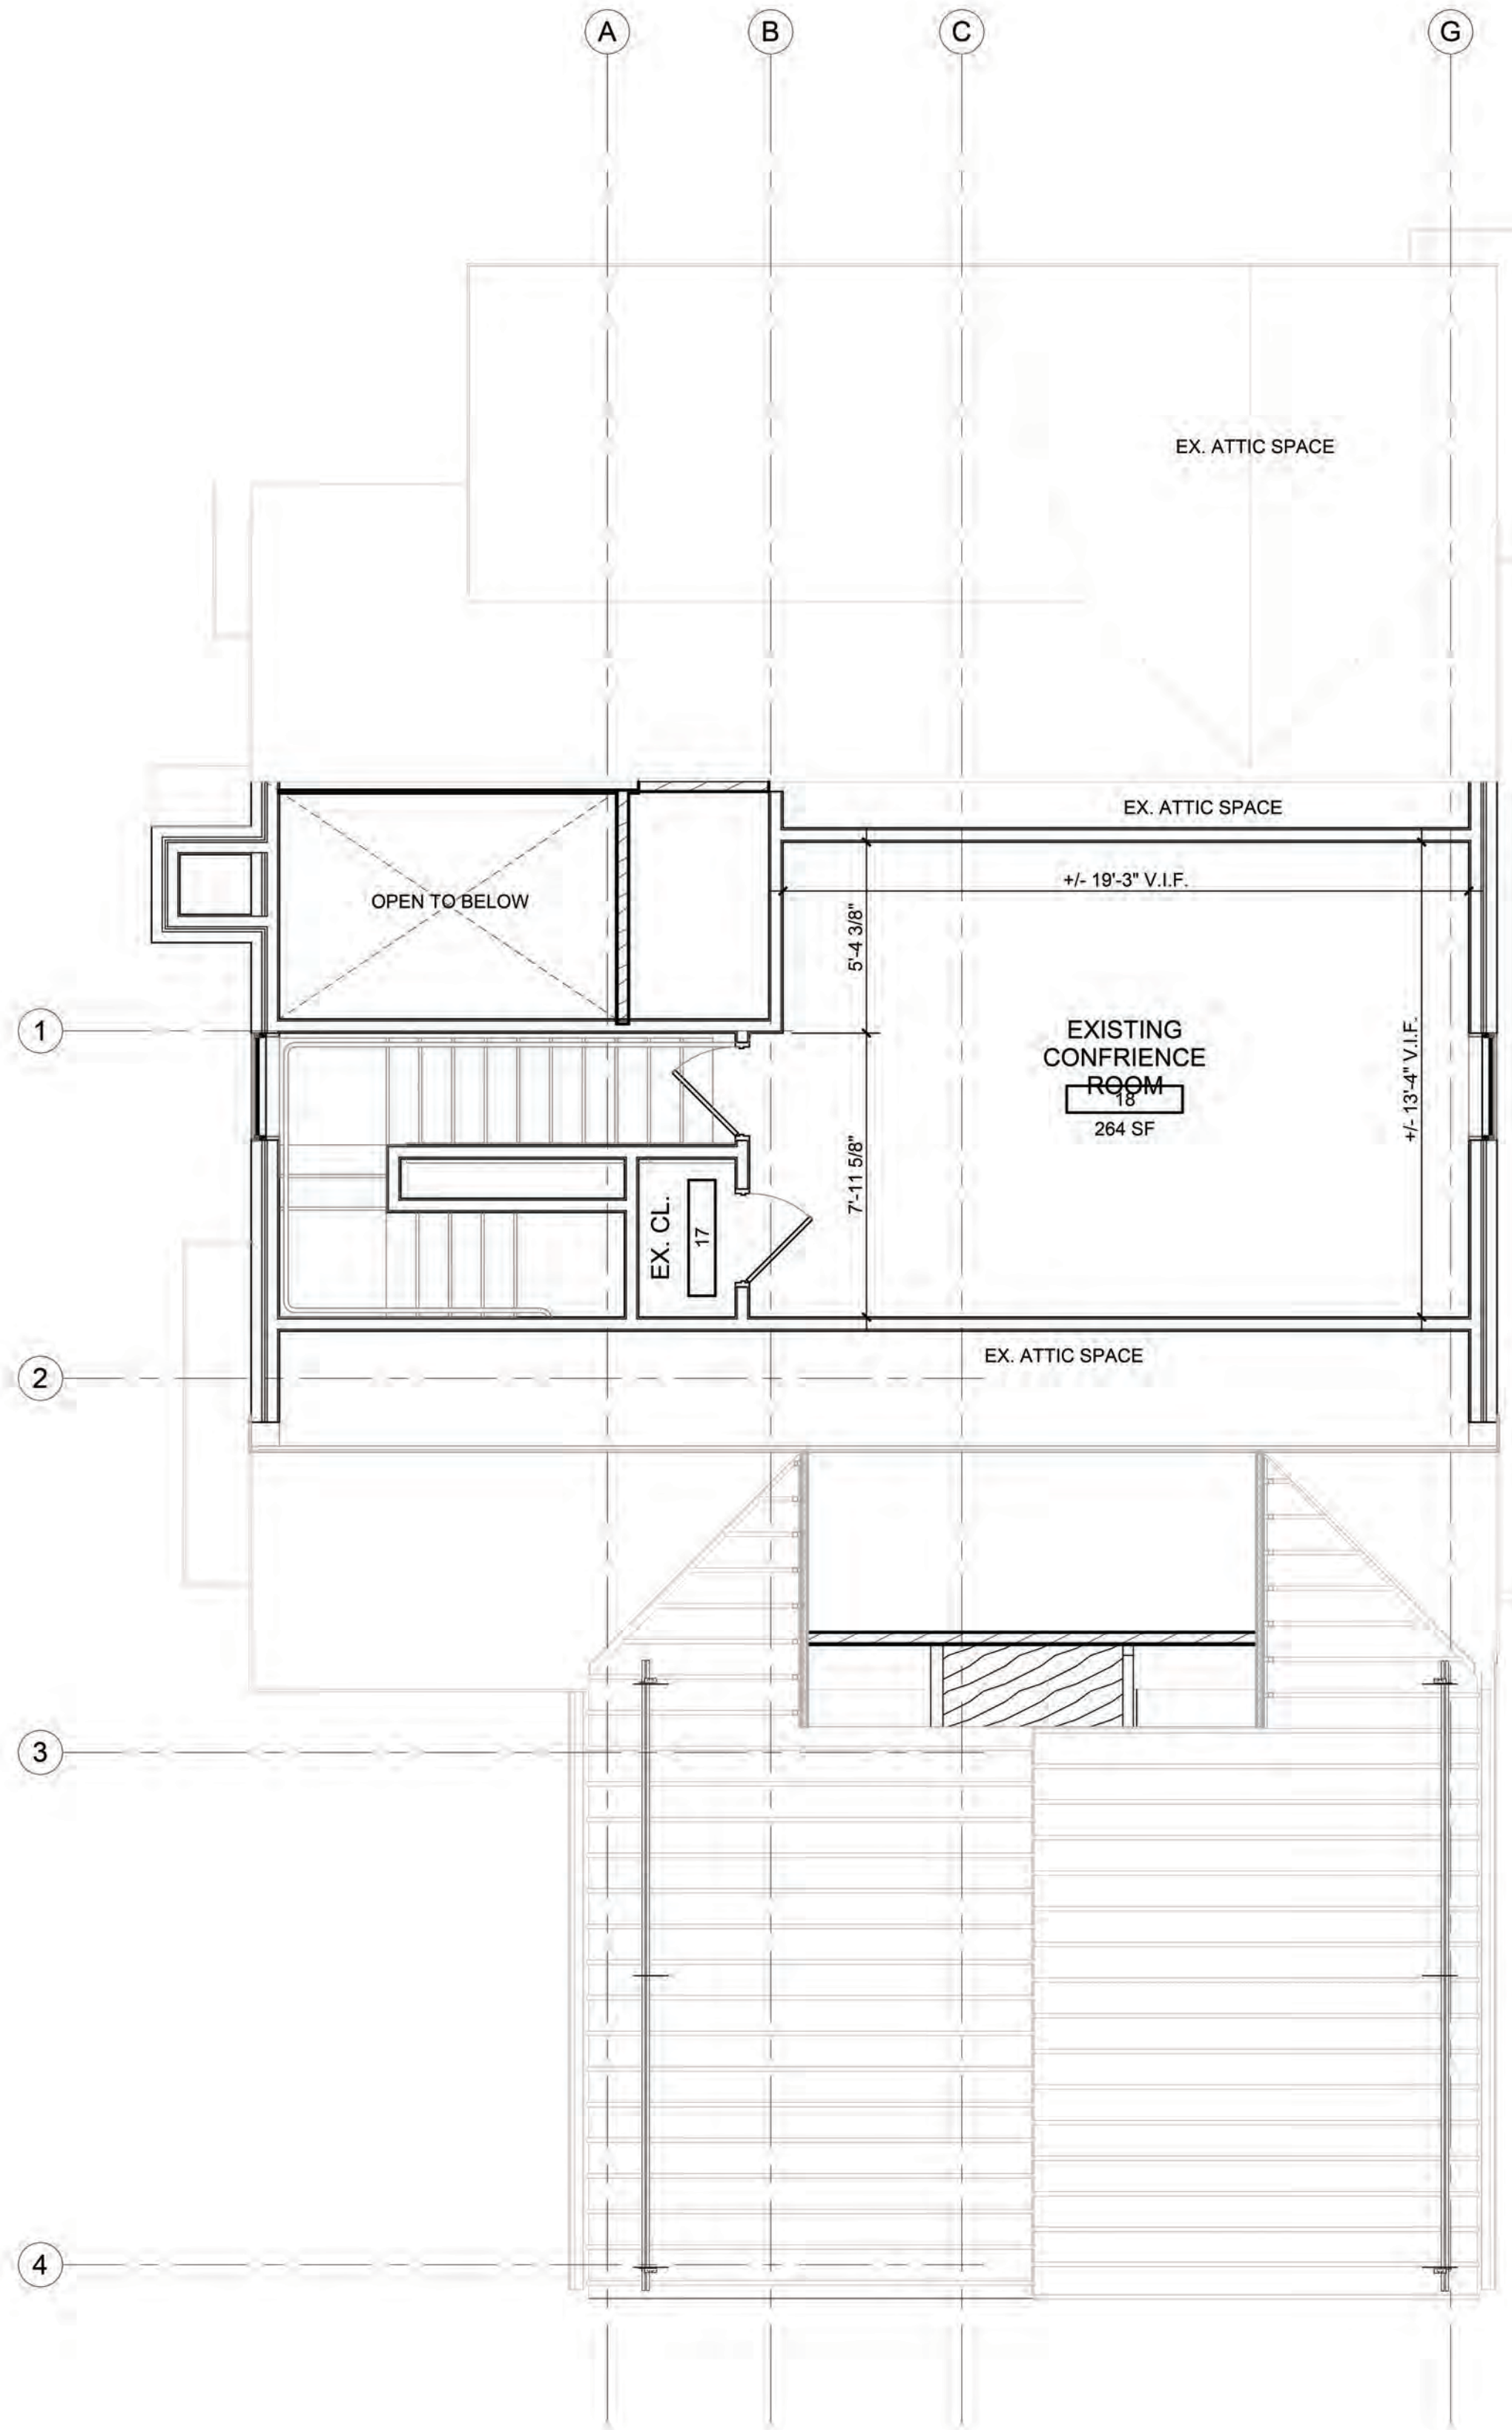 A
B
C
G
EX. ATTIC SPACE
EX. ATTIC SPACE
+/- 19'-3" V.I.F.
OPEN TO BELOW
5'-4 3/8"
1
EXISTING
CONFRIENCE
ROOM
18
264 SF
+/- 13'-4" V.I.F.
7'-11 5/8"
EX. CL.
17
EX. ATTIC SPACE
2
3
4